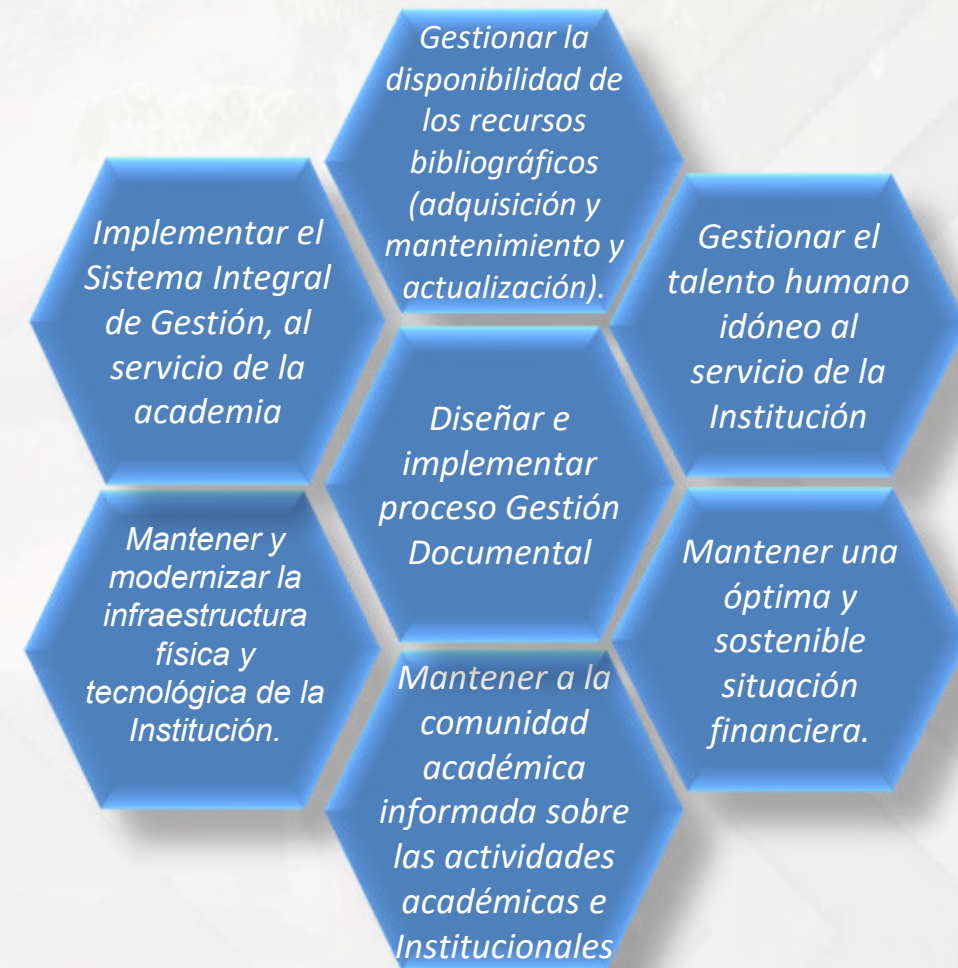 Gestionar la
disponibilidad de
los recursos
bibliográficos
(adquisición y
mantenimiento y
actualización).
Implementar el
Sistema Integral
de Gestión, al
servicio de la
academia
Gestionar el
talento humano
idóneo al
servicio de la
Institución
Diseñar e
implementar
proceso Gestión
Documental
Mantener y
modernizar la
infraestructura
física y
tecnológica de la
Institución.
Mantener una
óptima y
sostenible
situación
financiera.
Mantener a la
comunidad
académica
informada sobre
las actividades
académicas e
Institucionales